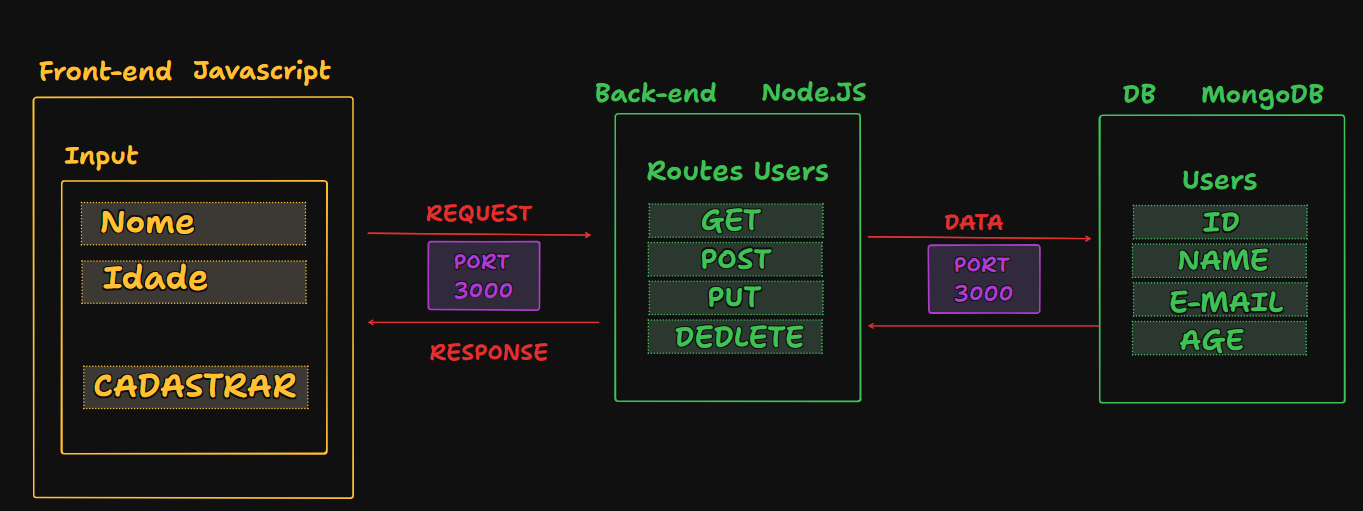 Front-end Javascript
Input
Nome
Idade
CADASTRAR
REQUEST
PORT
3000
RESPONSE
Back-end Node.JS
Routes Users
GET
POST
PUT
DEDLETE
DATA
PORT
3000
DB MongoDB
Users
ID
NAME
E-MAIL
AGE